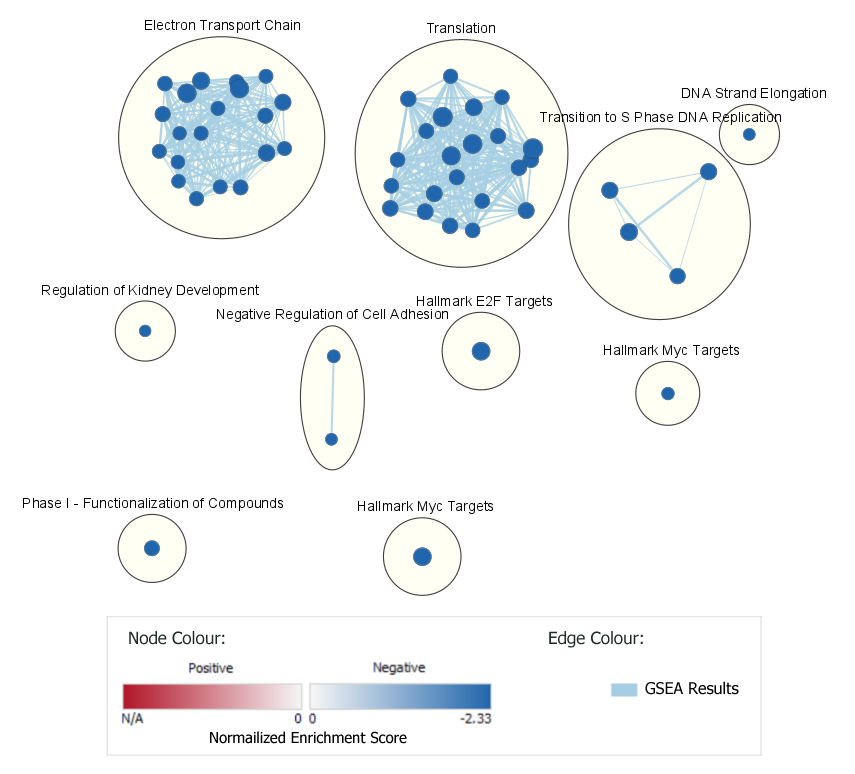 Electron Transport Chain
Translation
DNA Strand Elongation
Transition to S Phase DNA Replication
Regulation of Kidney Development
Negative Regulation of Cell Adhesion
Hallmark E2F Targets
Hallmark Myc Targets
Phase I - Functionalization of Compounds
Hallmark Myc Targets
Node Colour:
Edge Colour:
Positive
Negative
GSEA Results
N/A
0
0
-2.33
Normailized Enrichment Score